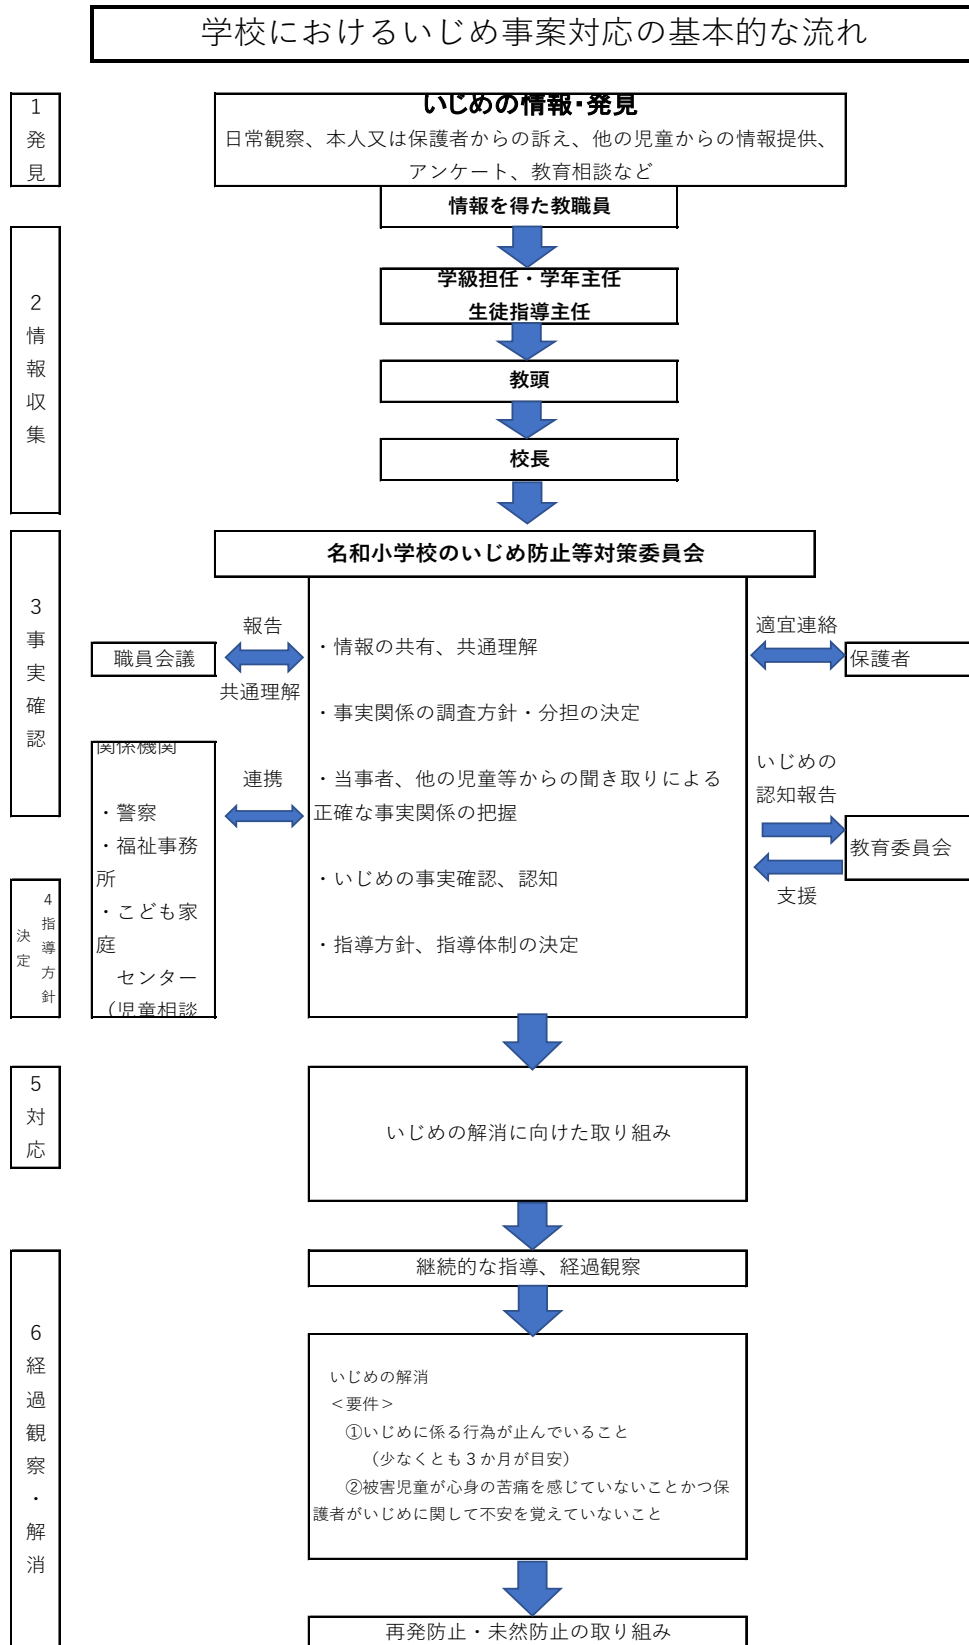 学校におけるいじめ事案対応の基本的な流れ
1
発
見
いじめの情報・発見
日常観察、本人又は保護者からの訴え、他の児童からの情報提供、
アンケート、教育相談など
情報を得た教職員
2
情
報
収
集
学級担任・学年主任
生徒指導主任
教頭
校長
3
事
実
確
認
名和小学校のいじめ防止等対策委員会
報告
職員会議
共通理解
・情報の共有、共通理解
・事実関係の調査方針・分担の決定
・当事者、他の児童等からの聞き取りによる
正確な事実関係の把握
・いじめの事実確認、認知
・指導方針、指導体制の決定
適宜連絡
保護者
関係機関
・警察
・福祉事務
所
・こども家
庭
センター
（児童相談
連携
いじめの
認知報告
教育委員会
支援
4
指
導
方
針
決
定
5
対
応
いじめの解消に向けた取り組み
6
経
過
観
察
・
解
消
継続的な指導、経過観察
いじめの解消
＜要件＞
①いじめに係る行為が止んでいること
（少なくとも３か月が目安）
②被害児童が心身の苦痛を感じていないことかつ保
護者がいじめに関して不安を覚えていないこと
再発防止・未然防止の取り組み